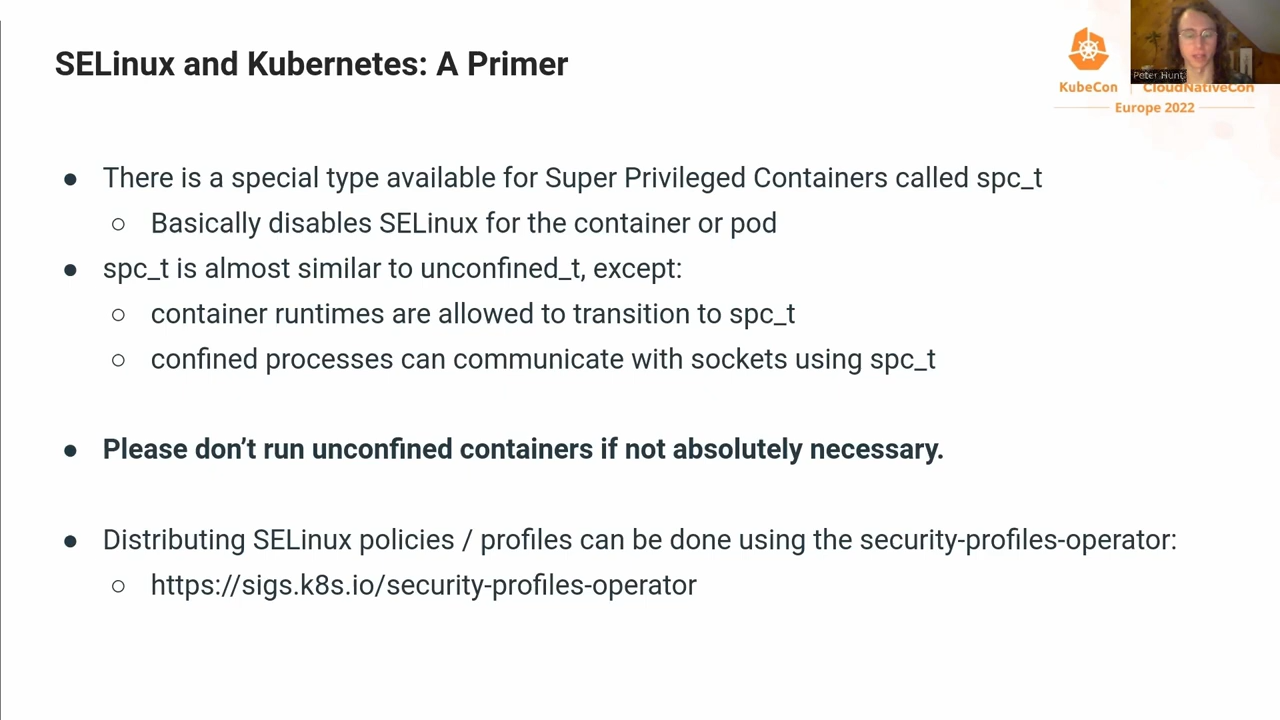 SELinux and Kubernetes: A Primer
Peter Hunt
KubeCon CloudNativeCon
Europe 2022
● There is a special type available for Super Privileged Containers called spc_t
○ Basically disables SELinux for the container or pod
● spc_t is almost similar to unconfined_t, except:
○ container runtimes are allowed to transition to spc_t
○ confined processes can communicate with sockets using spc_t
● Please don’t run unconfined containers if not absolutely necessary.
● Distributing SELinux policies / profiles can be done using the security-profiles-operator:
○ https://sigs.k8s.io/security-profiles-operator